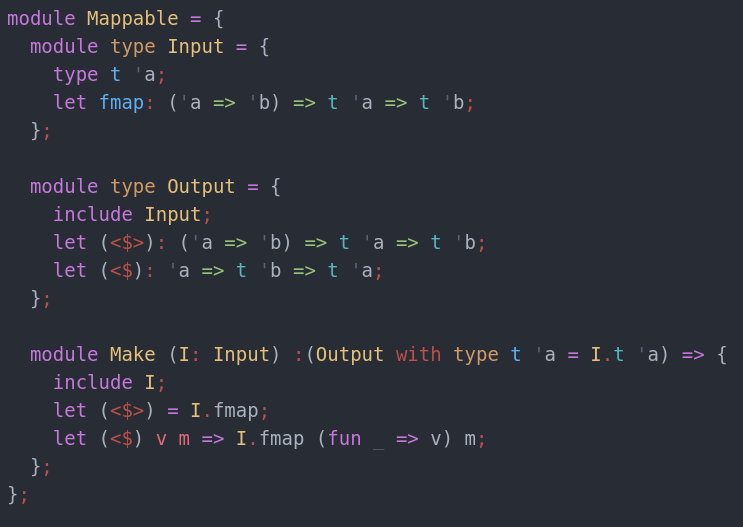 module Mappable = {
  module type Input = {
    type t 'a;
    let fmap: ('a => 'b) => t 'a => t 'b;
  };

  module type Output = {
    include Input;
    let (<$>): ('a => 'b) => t 'a => t 'b;
    let (<$): 'a => t 'b => t 'a;
  };

  module Make (I: Input) :(Output with type t 'a = I.t 'a) => {
    include I;
    let (<$>) = I.fmap;
    let (<$) v m => I.fmap (fun _ => v) m;
  };
};